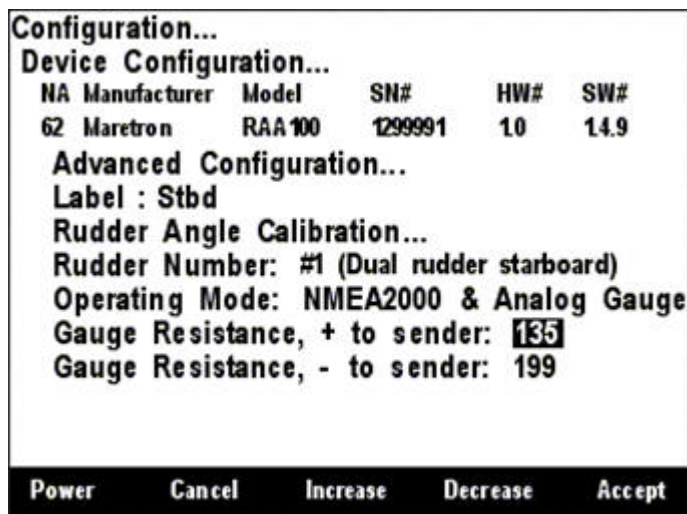 Configuration...
Device Configuration...
NA Manufacturer Model SN# HW# SW#
62 Maretron RAA100 1299991 1.0 1.4.9
Advanced Configuration...
Label : Stbd
Rudder Angle Calibration...
Rudder Number: #1 (Dual rudder starboard)
Operating Mode: NMEA2000 & Analog Gauge
Gauge Resistance, + to sender: 135
Gauge Resistance, - to sender: 199
Power Cancel Increase Decrease Accept